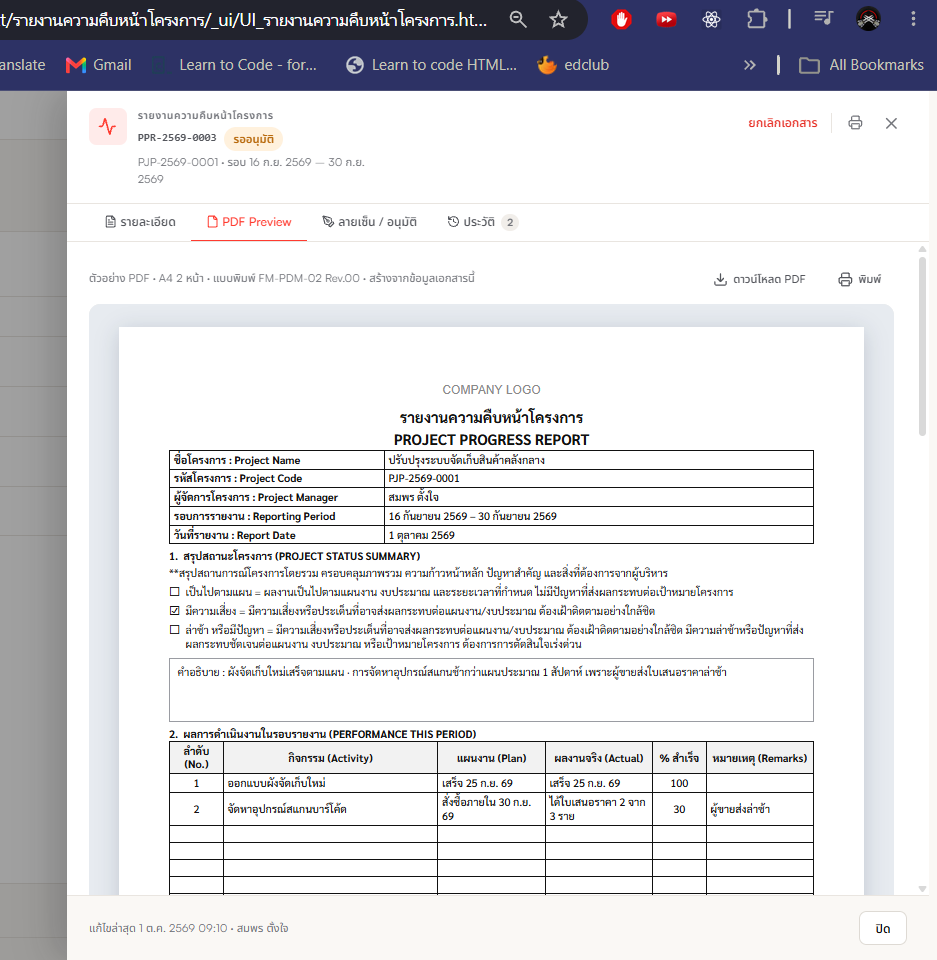 t/รายงานความคืบหน้าโครงการ/_ui/UI_รายงานความคืบหน้าโครงการ.ht...
anslate
Gmail
Learn to Code - for...
Learn to code HTML...
edclub
»
All Bookmarks
รายงานความคืบหน้าโครงการ
PPR-2569-0003 รออนุมัติ
PJP-2569-0001 • รอบ 16 ก.ย. 2569 — 30 ก.ย.
2569
ยกเลิกเอกสาร
รายละเอียด
PDF Preview
ลายเซ็น / อนุมัติ
ประวัติ 2
ตัวอย่าง PDF • A4 2 หน้า • แบบพิมพ์ FM-PDM-02 Rev.00 • สร้างจากข้อมูลเอกสารนี้
ดาวน์โหลด PDF
พิมพ์
COMPANY LOGO
รายงานความคืบหน้าโครงการ
PROJECT PROGRESS REPORT
ชื่อโครงการ : Project Name ปรับปรุงระบบจัดเก็บสินค้าคลังกลาง
รหัสโครงการ : Project Code PJP-2569-0001
ผู้จัดการโครงการ : Project Manager สมพร ตั้งใจ
รอบการรายงาน : Reporting Period 16 กันยายน 2569 – 30 กันยายน 2569
วันที่รายงาน : Report Date 1 ตุลาคม 2569
1. สรุปสถานะโครงการ (PROJECT STATUS SUMMARY)
**สรุปสถานการณ์โครงการโดยรวม ครอบคลุมภาพรวม ความก้าวหน้าหลัก ปัญหาสำคัญ และสิ่งที่ต้องการจากผู้บริหาร
☐ เป็นไปตามแผน = ผลงานเป็นไปตามแผนงาน งบประมาณ และระยะเวลาที่กำหนด ไม่มีปัญหาที่ส่งผลกระทบต่อเป้าหมายโครงการ
☑ มีความเสี่ยง = มีความเสี่ยงหรือประเด็นที่อาจส่งผลกระทบต่อแผนงาน/งบประมาณ ต้องเฝ้าติดตามอย่างใกล้ชิด
☐ ล่าช้า หรือมีปัญหา = มีความเสี่ยงหรือประเด็นที่อาจส่งผลกระทบต่อแผนงาน/งบประมาณ ต้องเฝ้าติดตามอย่างใกล้ชิด มีความล่าช้าหรือปัญหาที่ส่ง
ผลกระทบชัดเจนต่อแผนงาน งบประมาณ หรือเป้าหมายโครงการ ต้องการการตัดสินใจเร่งด่วน
คำอธิบาย : ผังจัดเก็บใหม่เสร็จตามแผน · การจัดหาอุปกรณ์สแกนช้ากว่าแผนประมาณ 1 สัปดาห์ เพราะผู้ขายส่งใบเสนอราคาล่าช้า
2. ผลการดำเนินงานในรอบรายงาน (PERFORMANCE THIS PERIOD)
ลำดับ
(No.)
กิจกรรม (Activity)
แผนงาน (Plan)
ผลงานจริง (Actual)
% สำเร็จ
หมายเหตุ (Remarks)
1 ออกแบบผังจัดเก็บใหม่ เสร็จ 25 ก.ย. 69 เสร็จ 25 ก.ย. 69 100
2
จัดหาอุปกรณ์สแกนบาร์โค้ด
สั่งซื้อภายใน 30 ก.ย.
69
ได้ใบเสนอราคา 2 จาก
3 ราย
30
ผู้ขายส่งล่าช้า
แก้ไขล่าสุด 1 ต.ค. 2569 09:10 • สมพร ตั้งใจ
ปิด